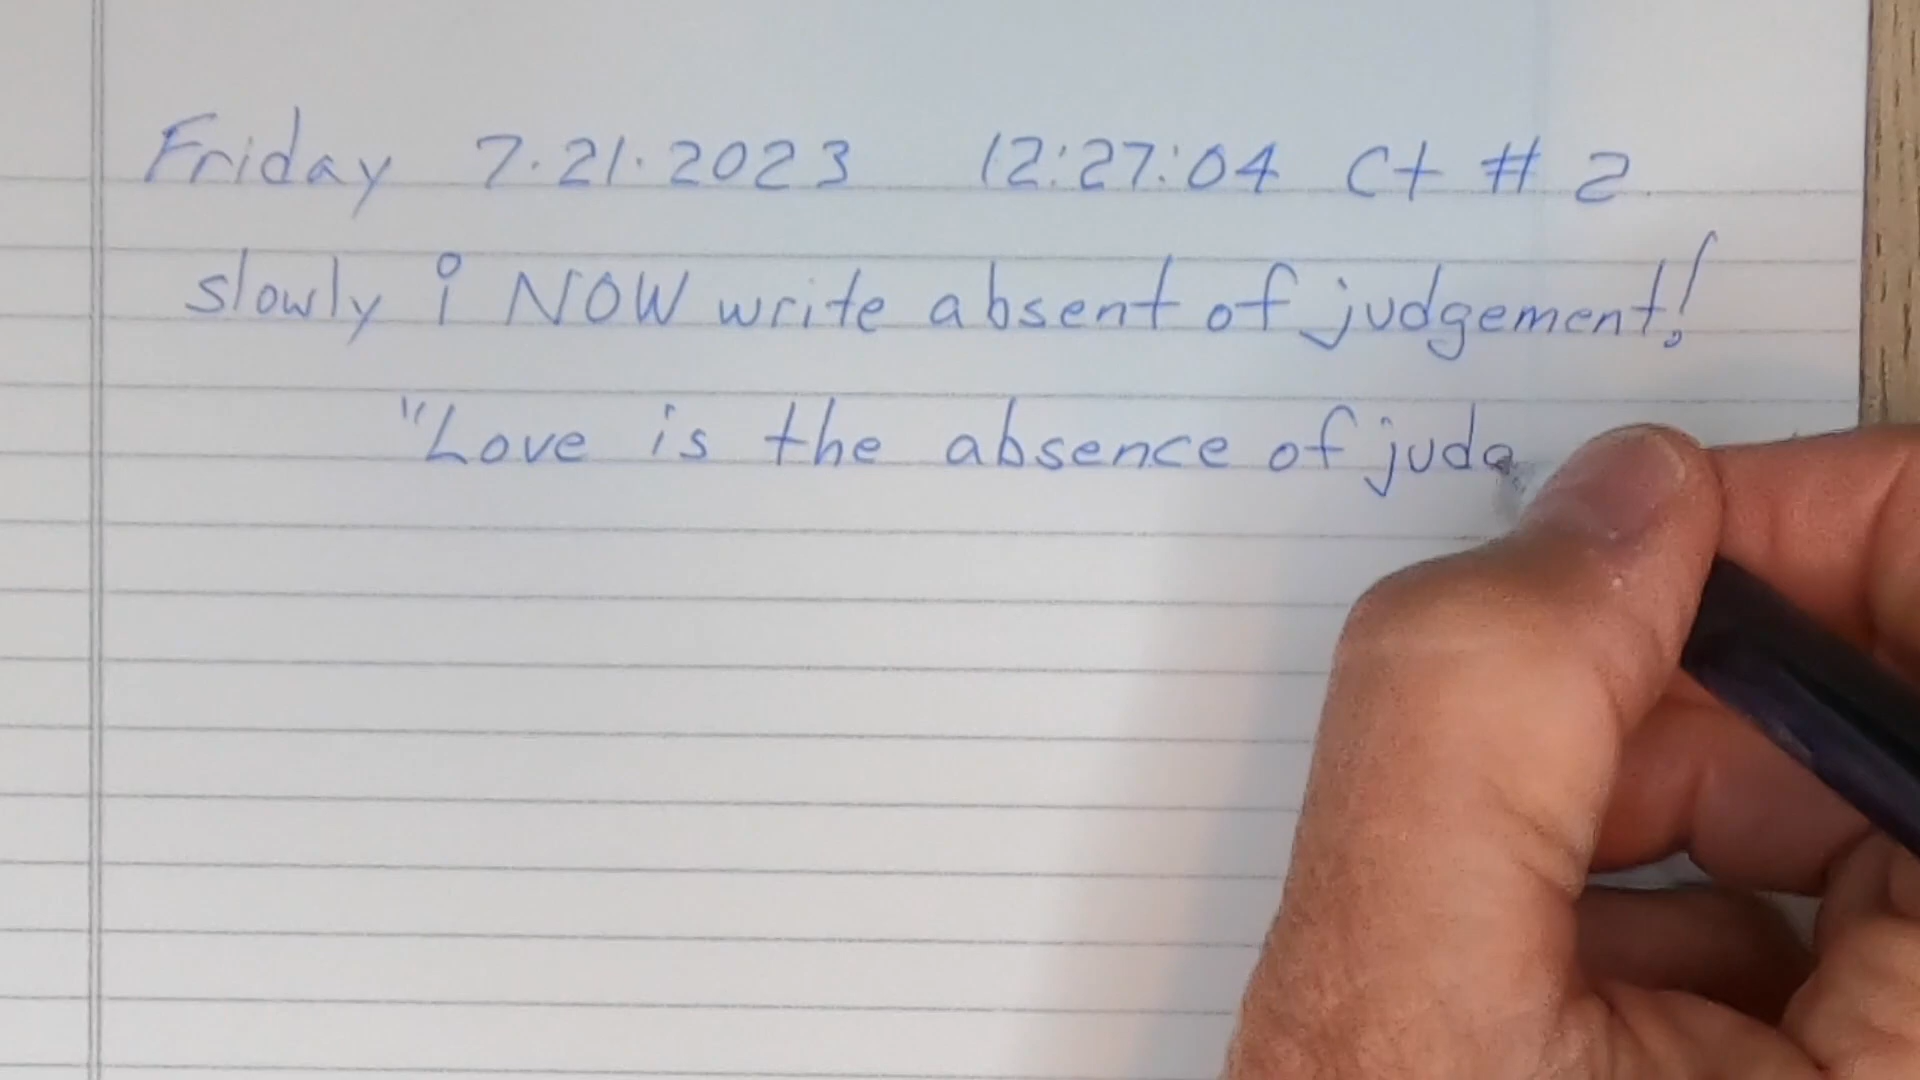 Friday 7.21.2023 12:27:04 Ct # 2
slowly i NOW write absent of judgement!
"Love is the absence of judg